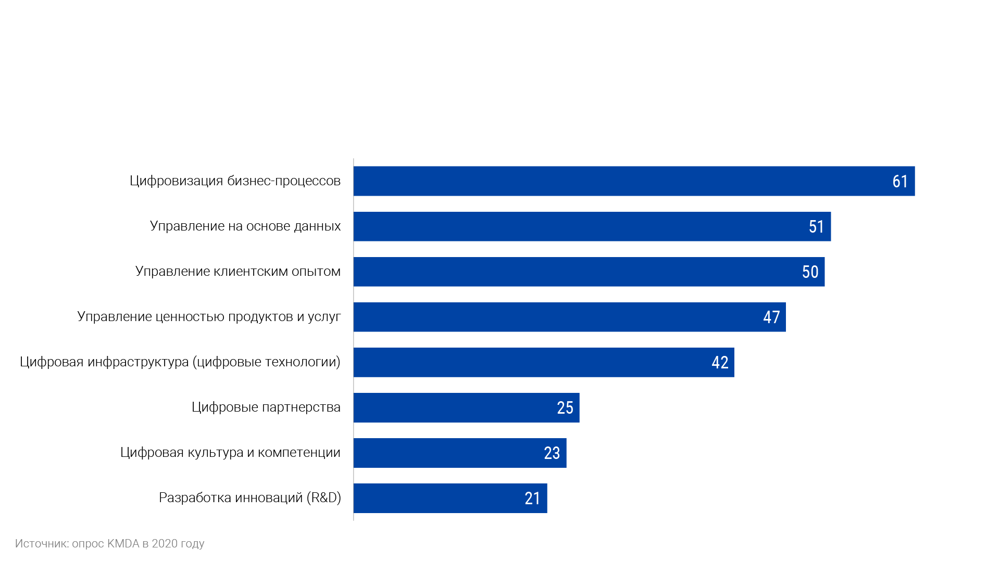 Цифровизация бизнес-процессов 61
Управление на основе данных 51
Управление клиентским опытом 50
Управление ценностью продуктов и услуг 47
Цифровая инфраструктура (цифровые технологии) 42
Цифровые партнерства 25
Цифровая культура и компетенции 23
Разработка инноваций (R&D) 21
Источник: опрос KMDA в 2020 году